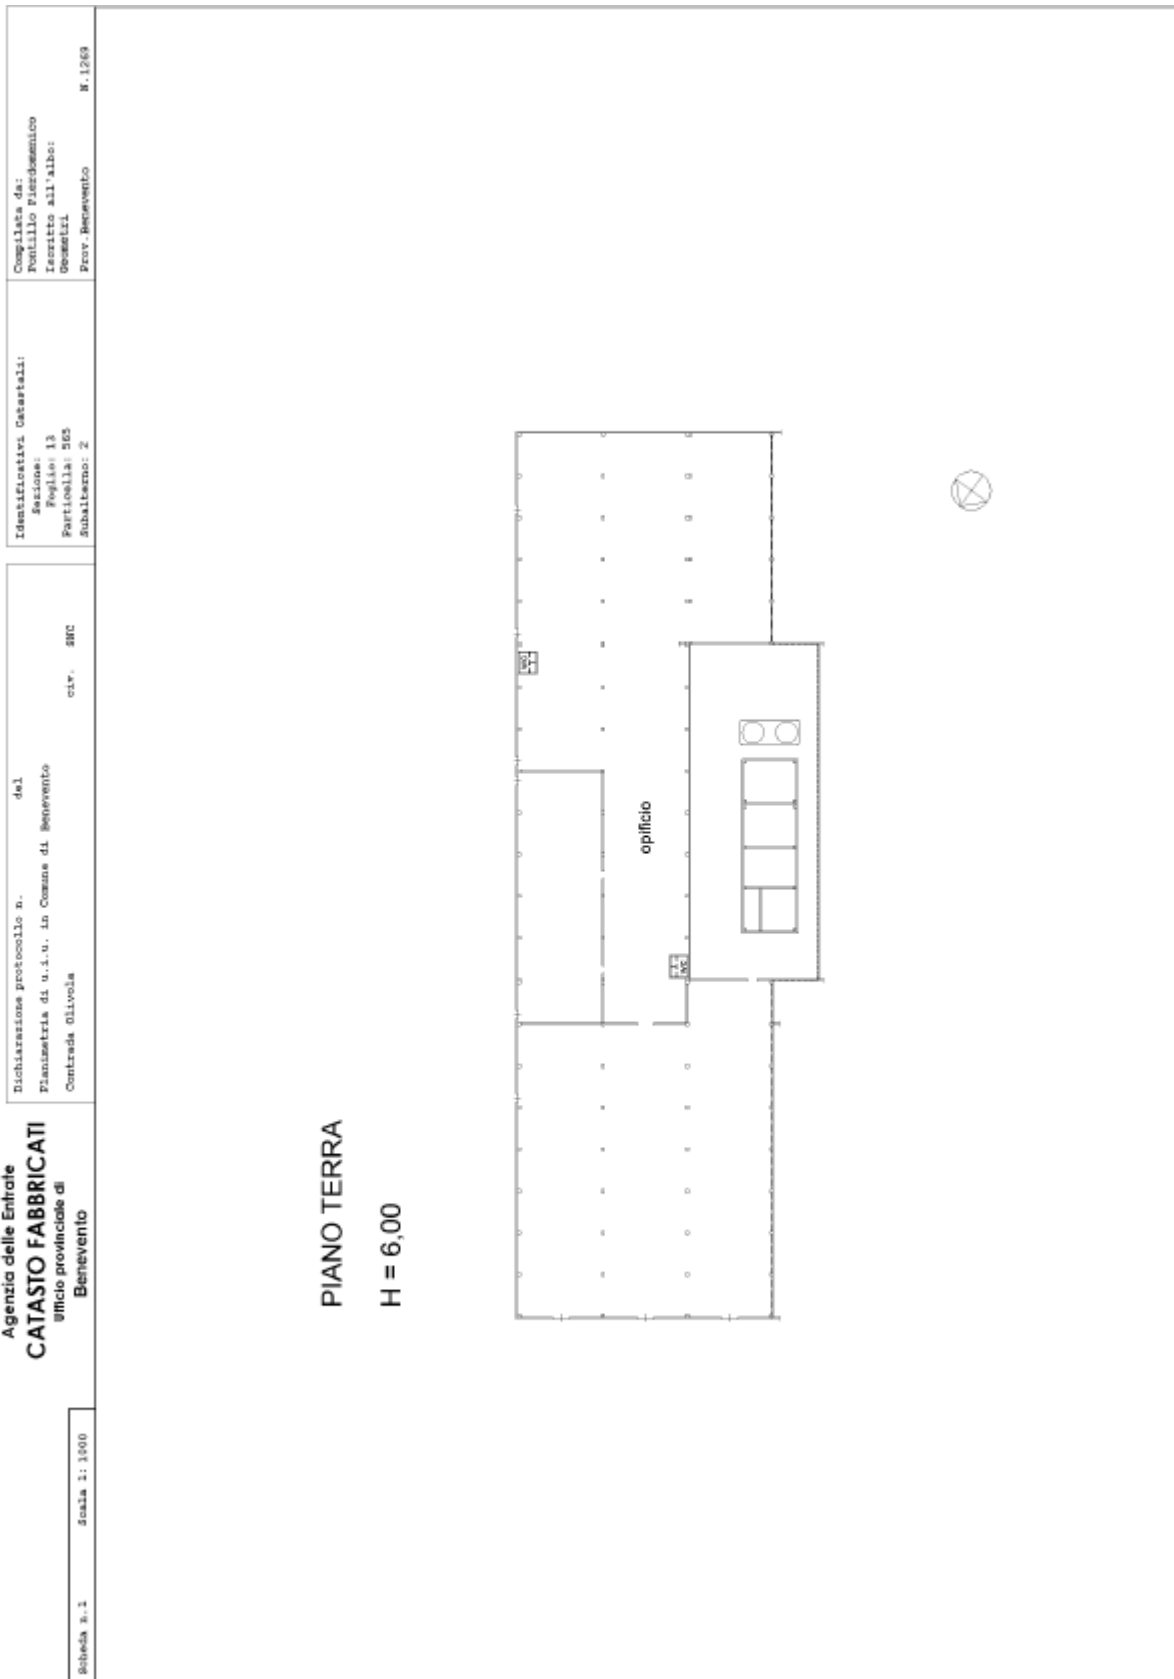 Agenzia delle Entrate
CATASTO FABBRICATI
Ufficio provinciale di
Benevento
Scheda n.1 Scala 1: 1000
Dichiarazione protocollo n. del
Planimetria di u.i.u. in Comune di Benevento
Contrada Olivola civ. SNC
Identificativi Catastali:
Sezione:
Foglio: 13
Particella: 565
Subalterno: 2
Compilata da:
Pontillo Pierdomenico
Iscritto all'albo:
Geometri
Prov. Benevento N.1269
PIANO TERRA
H = 6,00
opificio
WC